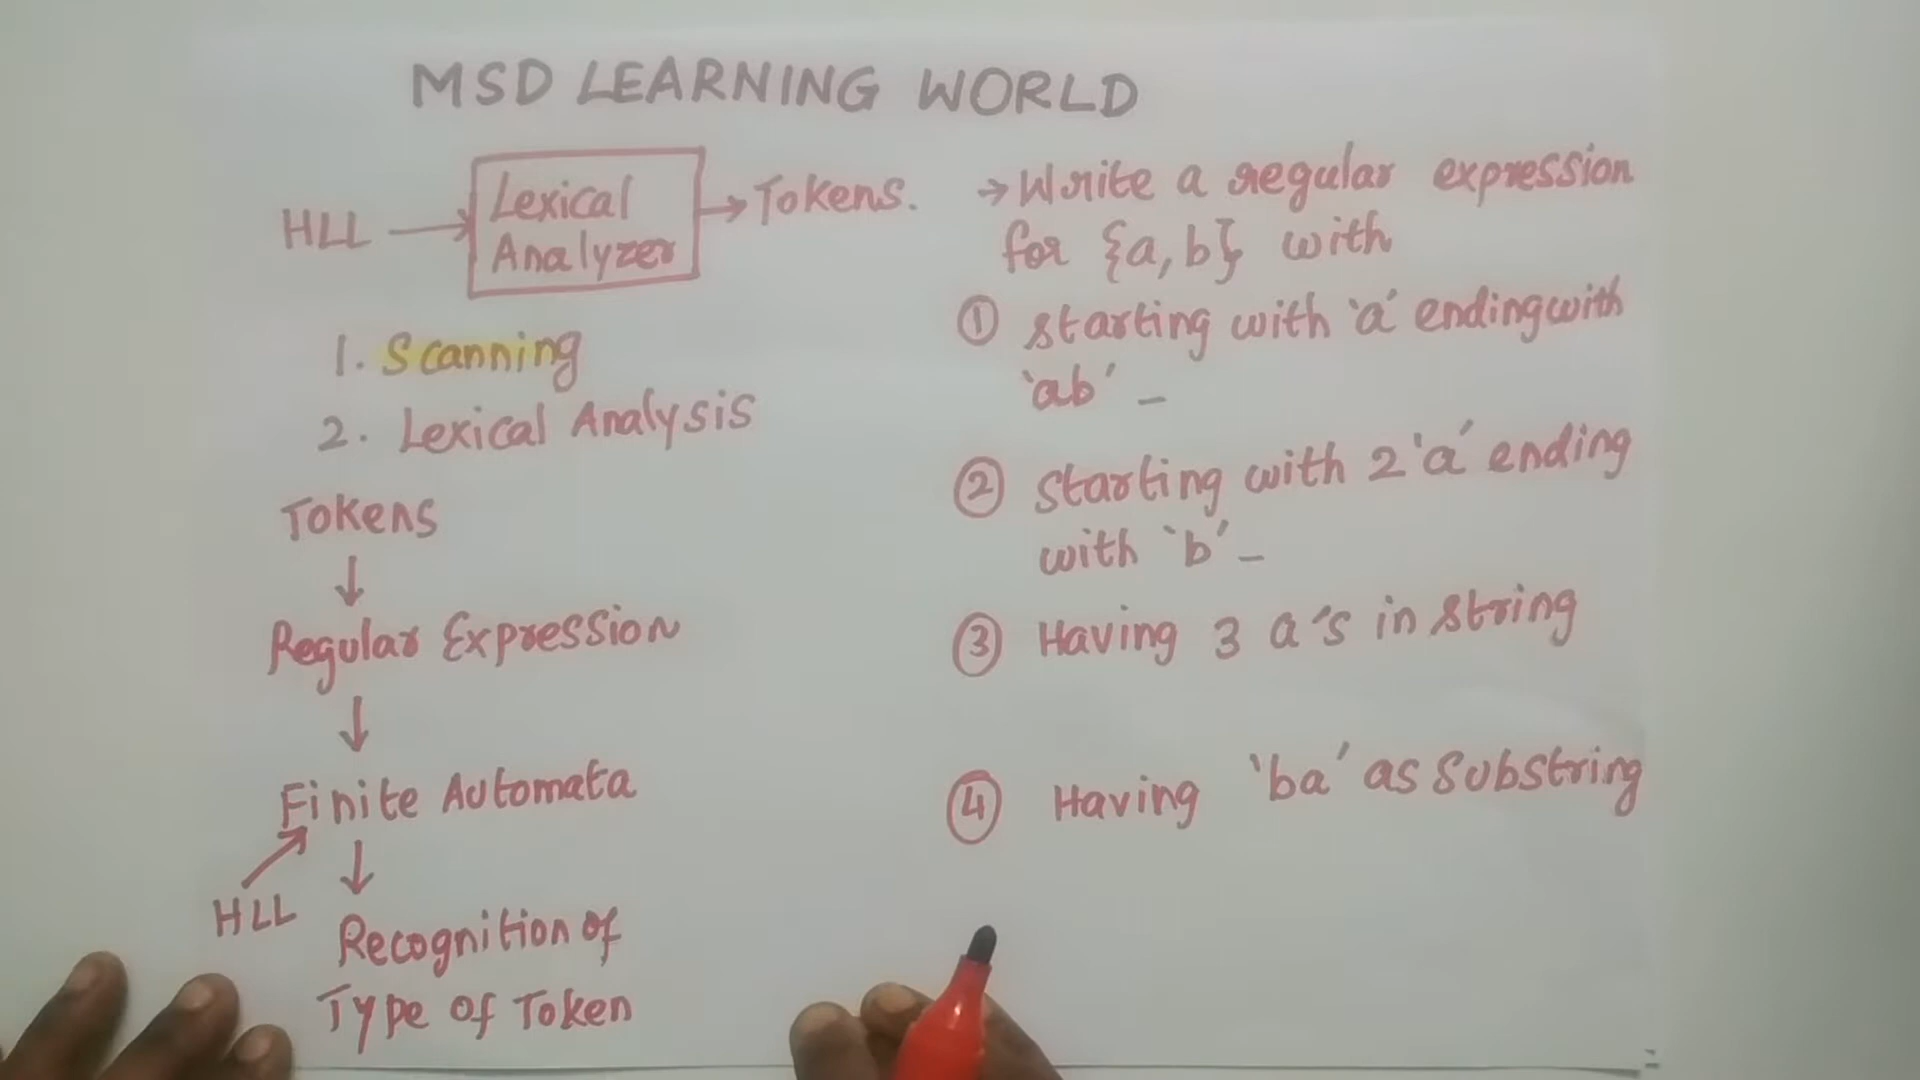 MSD LEARNING WORLD
HLL → Lexical Analyzer → Tokens.
1. Scanning
2. Lexical Analysis
Tokens
↓
Regular Expression
↓
Finite Automata
↓
HLL
Recognition of
Type of Token
→ Write a regular expression
for {a, b} with
① starting with 'a' ending with
'ab' –
② starting with 2 'a' ending
with 'b' –
③ Having 3 a's in string
④ Having 'ba' as substring